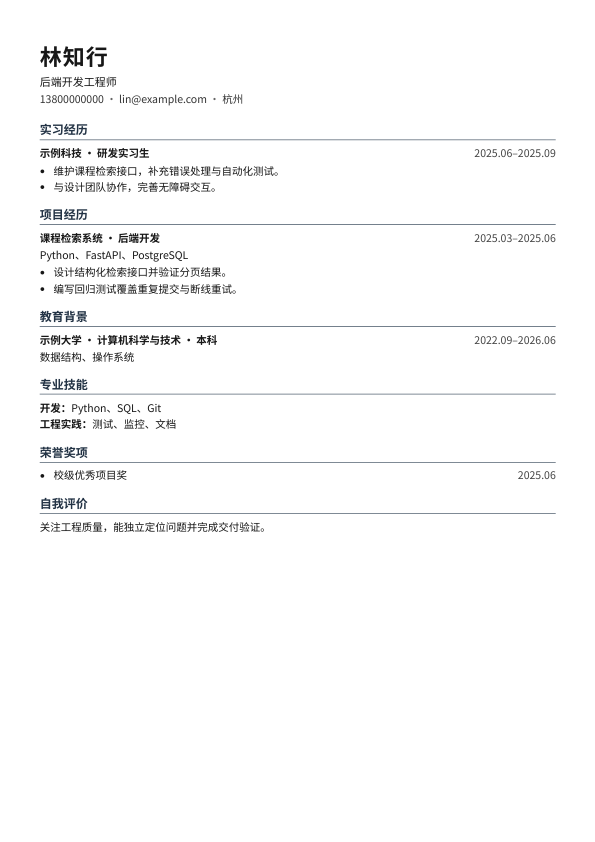 林知行
后端开发工程师
13800000000 · lin@example.com · 杭州
实习经历
示例科技 · 研发实习生 2025.06–2025.09
• 维护课程检索接口，补充错误处理与自动化测试。
• 与设计团队协作，完善无障碍交互。
项目经历
课程检索系统 · 后端开发 2025.03–2025.06
Python、FastAPI、PostgreSQL
• 设计结构化检索接口并验证分页结果。
• 编写回归测试覆盖重复提交与断线重试。
教育背景
示例大学 · 计算机科学与技术 · 本科 2022.09–2026.06
数据结构、操作系统
专业技能
开发：Python、SQL、Git
工程实践：测试、监控、文档
荣誉奖项
• 校级优秀项目奖 2025.06
自我评价
关注工程质量，能独立定位问题并完成交付验证。